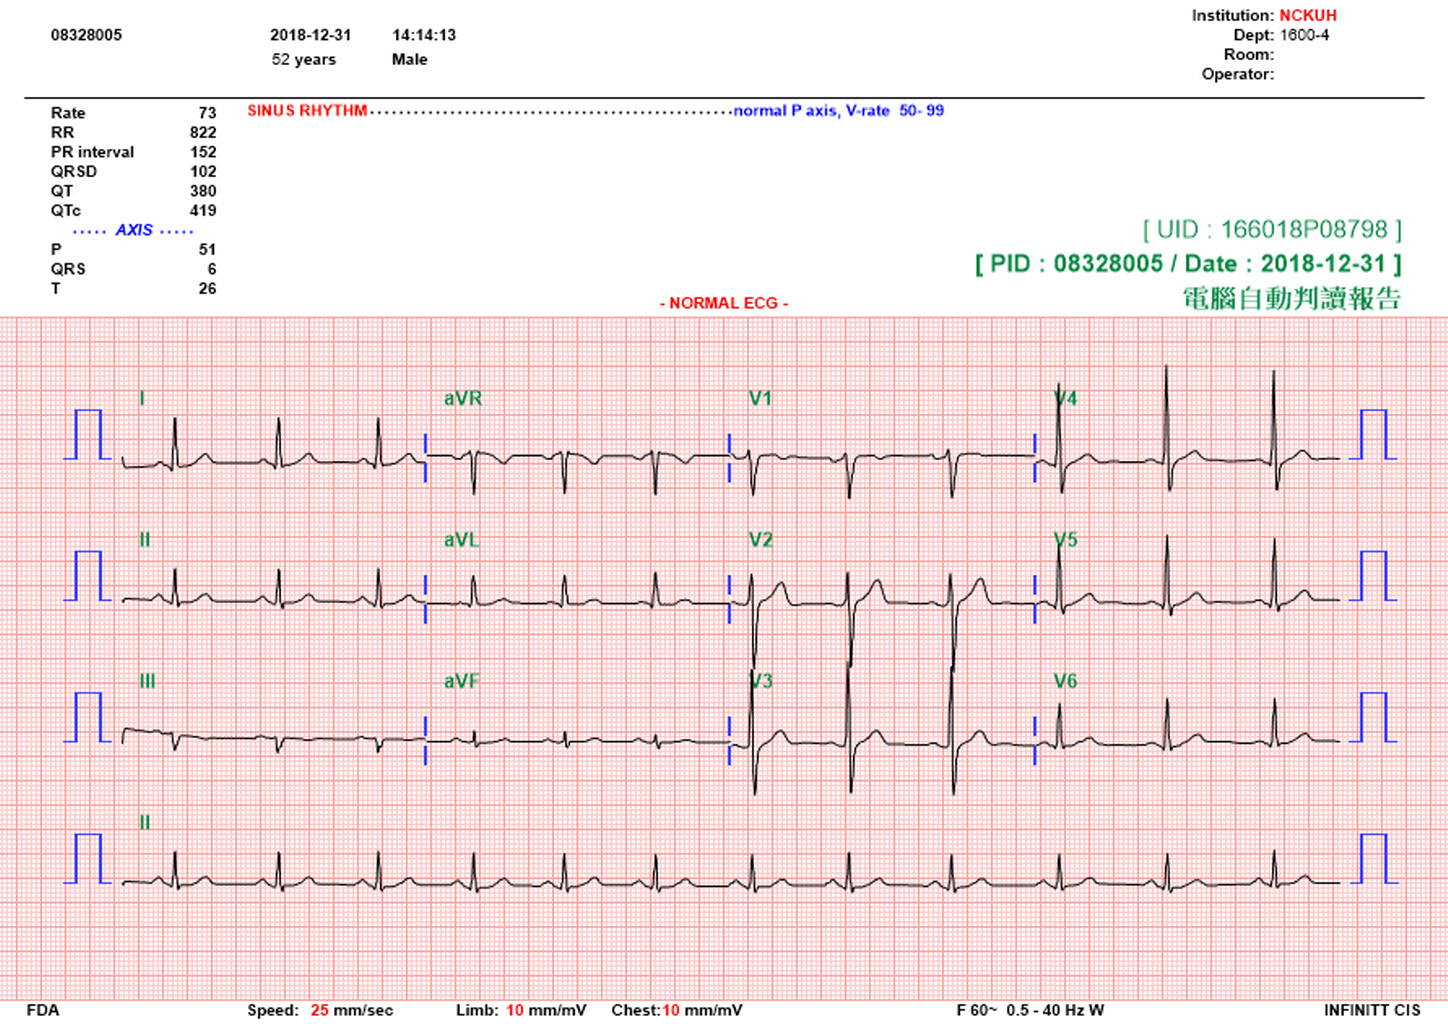 Institution: NCKUH
08328005 2018-12-31 14:14:13 Dept: 1600-4
52 years Male Room:
Operator:
Rate 73 SINUS RHYTHM normal P axis, V-rate 50- 99
RR 822
PR interval 152
QRSD 102
QT 380
QTc 419
····· AXIS ·····
P 51
QRS 6
T 26
[ UID : 166018P08798 ]
[ PID : 08328005 / Date : 2018-12-31 ]
電腦自動判讀報告
- NORMAL ECG -
I aVR V1 V4
II aVL V2 V5
III aVF V3 V6
II
FDA Speed: 25 mm/sec Limb: 10 mm/mV Chest:10 mm/mV F 60~ 0.5 - 40 Hz W INFINITT CIS